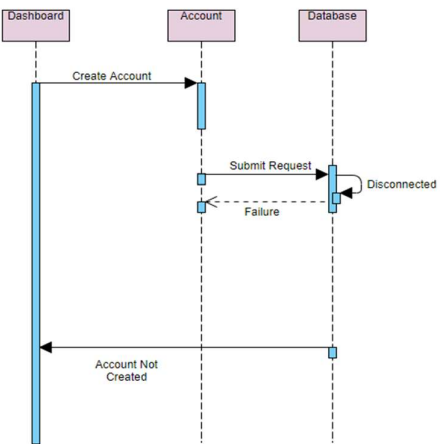 Dashboard
Account
Database
Create Account
Submit Request
Disconnected
Failure
Account Not
Created